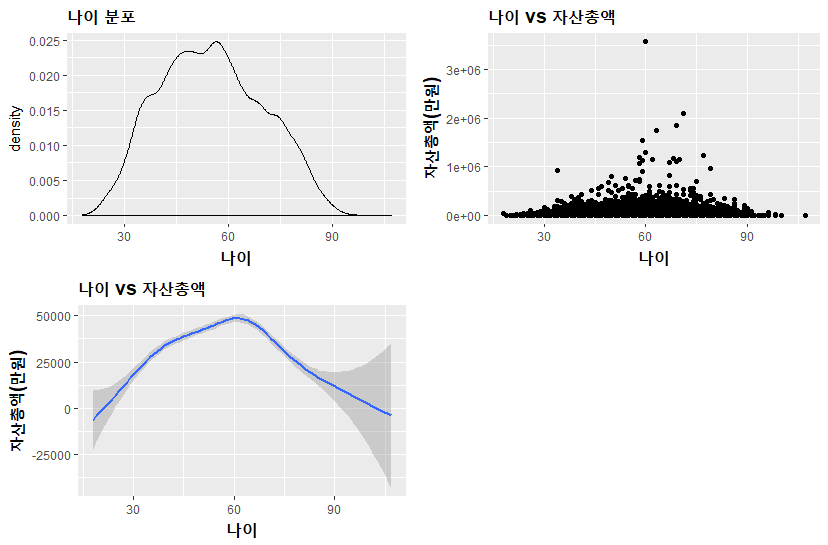 나이 분포
density
0.025
0.020
0.015
0.010
0.005
0.000
30 60 90
나이
나이 vs 자산총액
자산총액(만원)
3e+06
2e+06
1e+06
0e+00
30 60 90
나이
나이 vs 자산총액
자산총액(만원)
50000
25000
0
-25000
30 60 90
나이